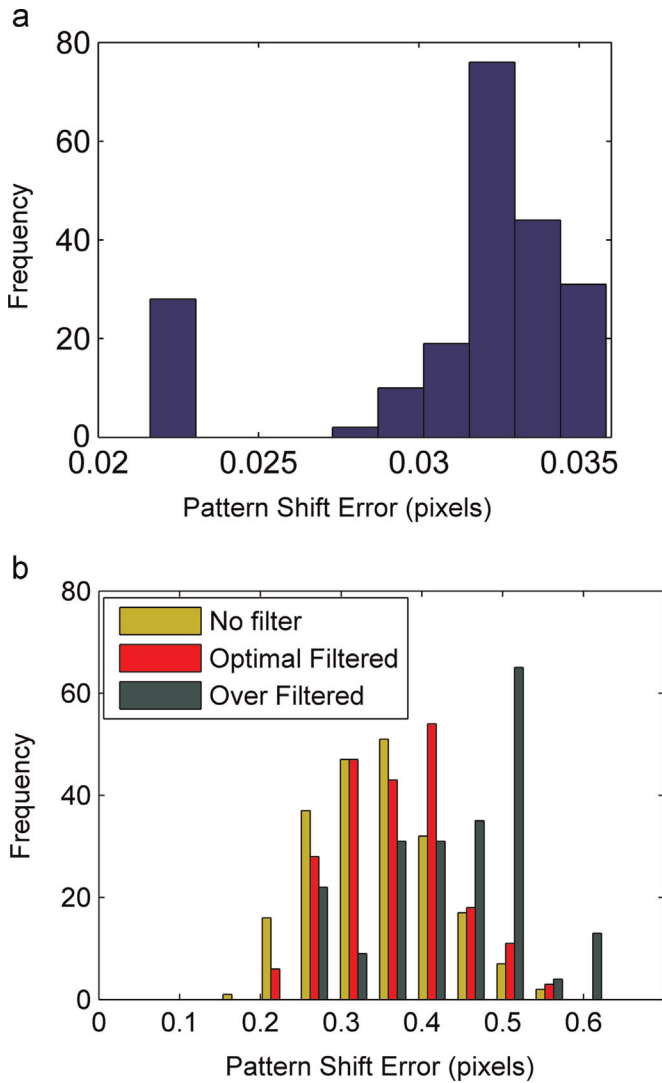 a
80
60
40
20
0
Frequency
0.02 0.025 0.03 0.035
Pattern Shift Error (pixels)
b
80
60
40
20
0
Frequency
No filter
Optimal Filtered
Over Filtered
0 0.1 0.2 0.3 0.4 0.5 0.6
Pattern Shift Error (pixels)